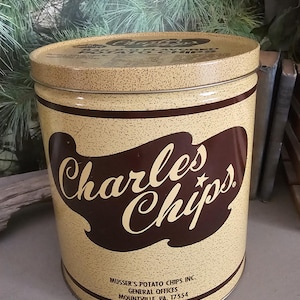 Charles
Chips.
MUSSER'S POTATO CHIPS INC.
GENERAL OFFICES
MOUNTVILLE, PA. 17554